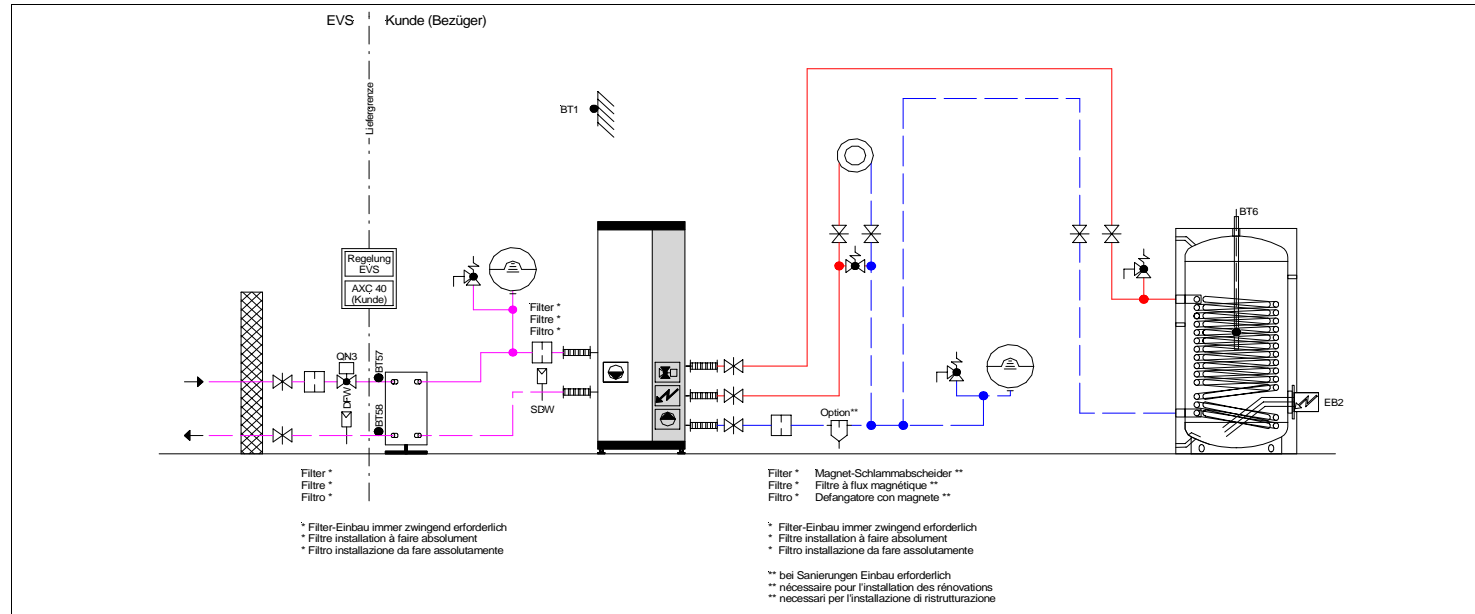 EVS Kunde (Bezüger)
Liefergrenze
BT1
BT6
Regelung
EVS
AXC 40
(Kunde)
Filter *
Filtre *
Filtro *
QN3
BT57
DFW
BT58
SDW
Option**
EB2
Filter *
Filtre *
Filtro *
* Filter-Einbau immer zwingend erforderlich
* Filtre installation à faire absolument
* Filtro installazione da fare assolutamente
Filter * Magnet-Schlammabscheider **
Filtre * Filtre à flux magnétique **
Filtro * Defangatore con magnete **
* Filter-Einbau immer zwingend erforderlich
* Filtre installation à faire absolument
* Filtro installazione da fare assolutamente
** bei Sanierungen Einbau erforderlich
** nécessaire pour l'installation des rénovations
** necessari per l'installazione di ristrutturazione